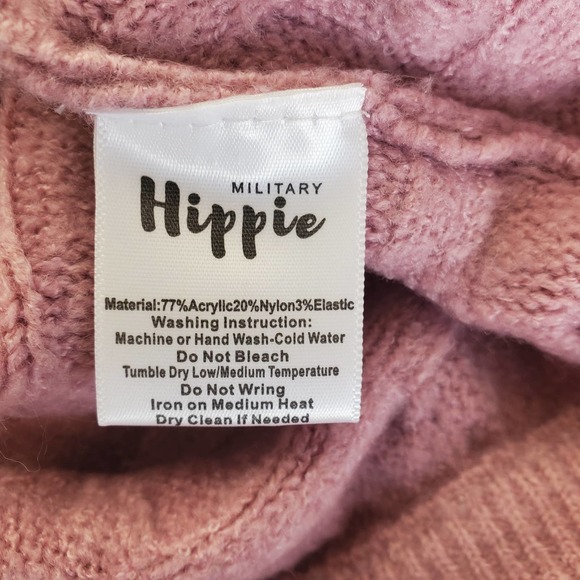 MILITARY
Hippie
Material:77%Acrylic20%Nylon3%Elastic
Washing Instruction:
Machine or Hand Wash-Cold Water
Do Not Bleach
Tumble Dry Low/Medium Temperature
Do Not Wring
Iron on Medium Heat
Dry Clean If Needed